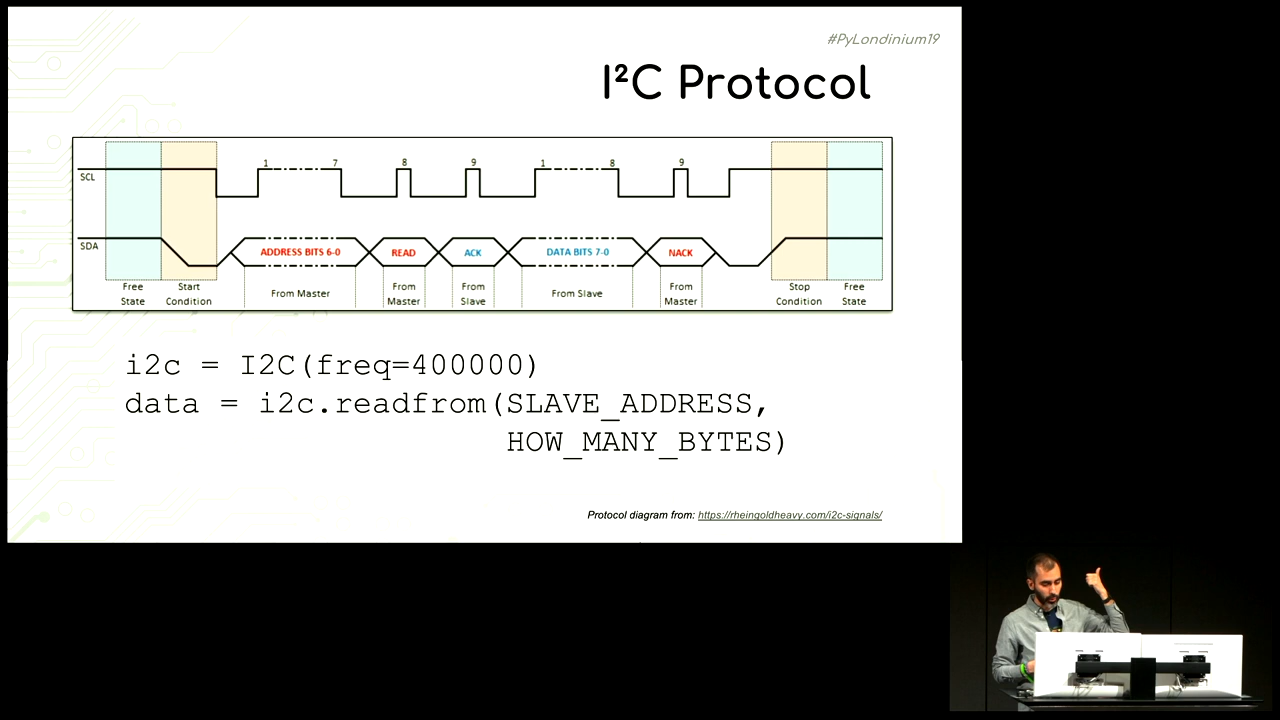 #PyLondinium19
I²C Protocol
1 7 8 9 1 8 9
SCL
SDA
ADDRESS BITS 6-0 READ ACK DATA BITS 7-0 NACK
Free State
Start Condition
From Master
From Master
From Slave
From Slave
From Master
Stop Condition
Free State
i2c = I2C(freq=400000)
data = i2c.readfrom(SLAVE_ADDRESS,
HOW_MANY_BYTES)
Protocol diagram from: https://rheingoldheavy.com/i2c-signals/